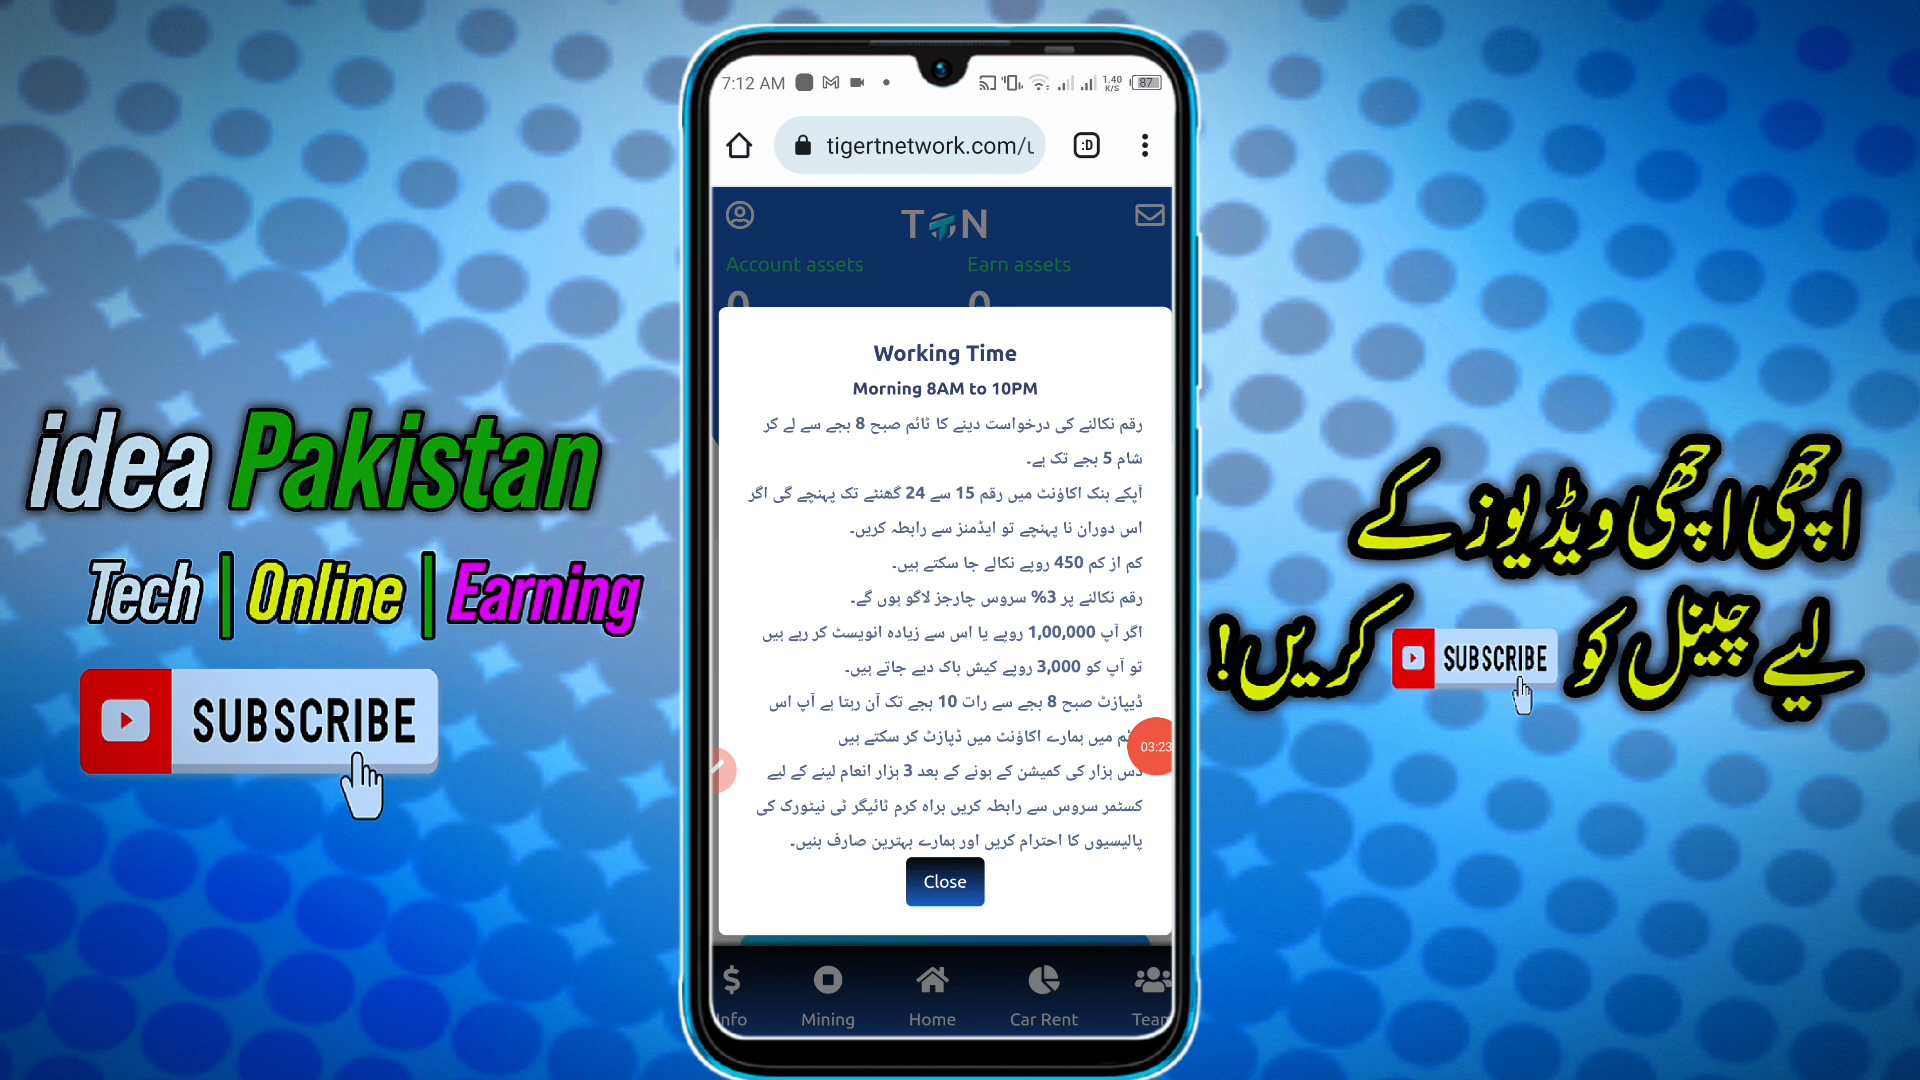 7:12 AM
1.40 K/S
87
tigertnetwork.com/u
:D
TON
Account assets
Earn assets
0
0
Working Time
Morning 8AM to 10PM
رقم نکالنے کی درخواست دینے کا ٹائم صبح 8 بجے سے لے کر
شام 5 بجے تک ہے۔
آپکے بنک اکاؤنٹ میں رقم 15 سے 24 گھنٹے تک پہنچے گی اگر
اس دوران نا پہنچے تو ایڈمنز سے رابطہ کریں۔
کم از کم 450 روپے نکالے جا سکتے ہیں۔
رقم نکالنے پر 3% سروس چارجز لاگو ہوں گے۔
اگر آپ 1,00,000 روپے یا اس سے زیادہ انویسٹ کر رہے ہیں
تو آپ کو 3,000 روپے کیش باک دیے جاتے ہیں۔
ڈیپازٹ صبح 8 بجے سے رات 10 بجے تک آن رہتا ہے آپ اس
میں ہمارے اکاؤنٹ میں ڈپازٹ کر سکتے ہیں
دس ہزار کی کمیشن کے ہونے کے بعد 3 ہزار انعام لینے کے لیے
کسٹمر سروس سے رابطہ کریں براہ کرم ٹائیگر ٹی نیٹورک کی
پالیسیوں کا احترام کریں اور ہمارے بہترین صارف بنیں۔
03:23
Close
Info
Mining
Home
Car Rent
Team
idea Pakistan
Tech | Online | Earning
SUBSCRIBE
اچھی اچھی ویڈیوز کے
لیے چینل کو SUBSCRIBE کریں!